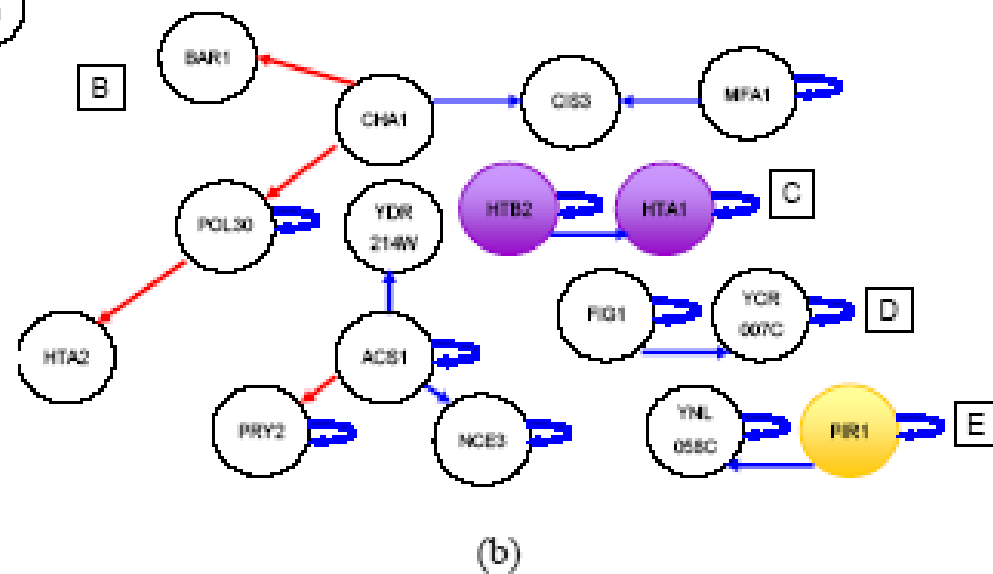 BAR1
B
CHA1
CIS3
MFA1
HTB2
HTA1
C
POL30
YDR
214W
FIG1
YCR
007C
D
HTA2
ACS1
PRY2
NCE3
YNL
058C
PIR1
E
(b)